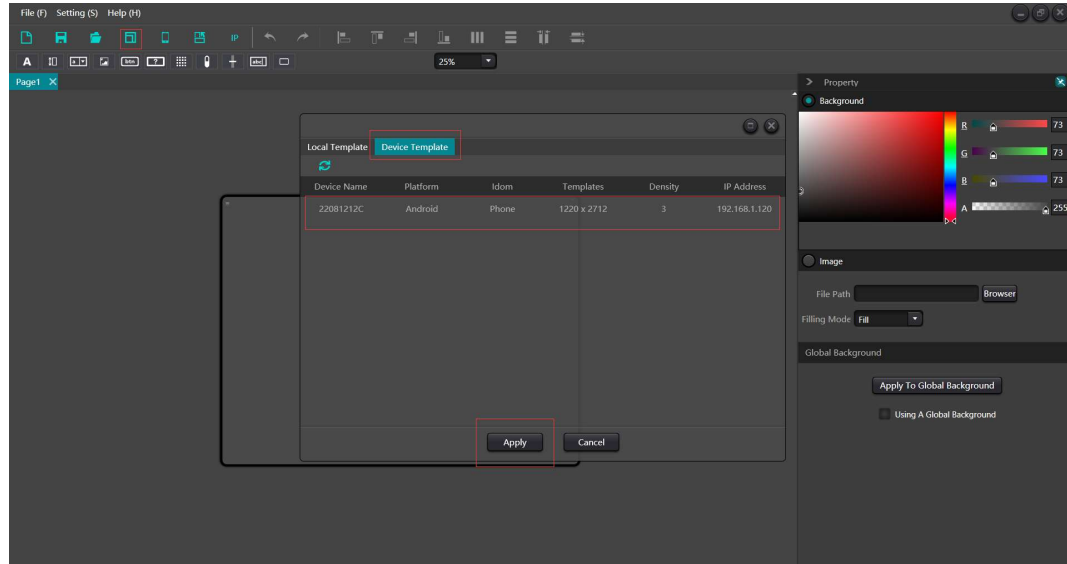 File (F) Setting (S) Help (H)
IP
A btn ? abc|
25%
Page1
Property
Background
R 73
G 73
B 73
A 255
Local Template Device Template
Device Name Platform Idom Templates Density IP Address
22081212C Android Phone 1220 x 2712 3 192.168.1.120
Image
File Path Browser
Filling Mode Fill
Global Background
Apply To Global Background
Using A Global Background
Apply Cancel